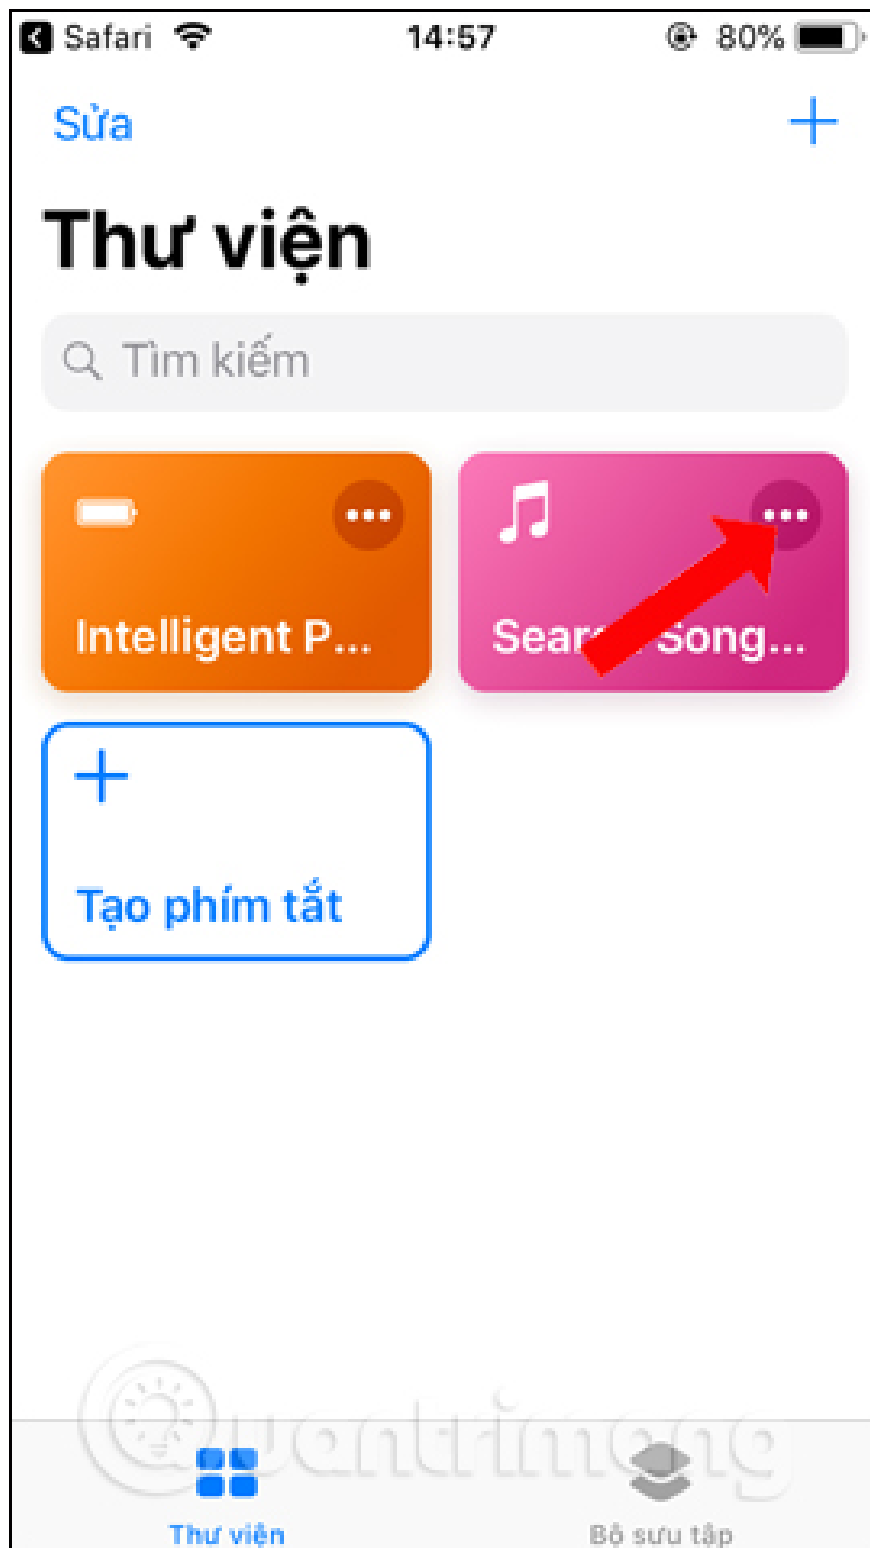 Safari 14:57 80%
Sửa
Thư viện
Tìm kiếm
Intelligent P... Song...
Tạo phím tắt
Quantrimang
Thư viện Bộ sưu tập